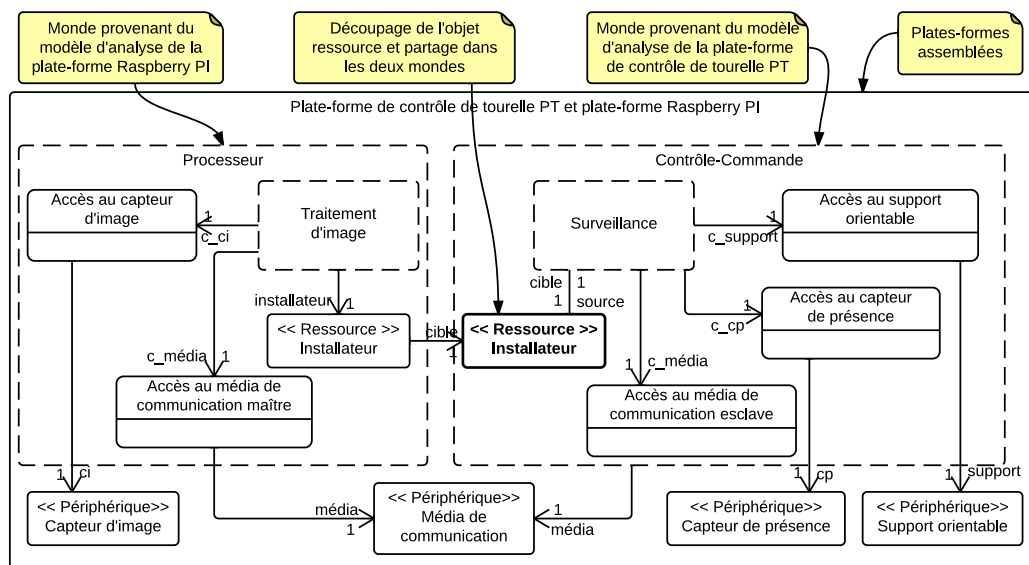 Monde provenant du
modèle d'analyse de la
plate-forme Raspberry PI
Découpage de l'objet
ressource et partage dans
les deux mondes
Monde provenant du modèle
d'analyse de la plate-forme
de contrôle de tourelle PT
Plates-formes
assemblées
Plate-forme de contrôle de tourelle PT et plate-forme Raspberry PI
Processeur
Contrôle-Commande
Accès au capteur
d'image
1
c_ci
Traitement
d'image
Surveillance
1
c_support
Accès au support
orientable
installateur
1
cible
1
1
source
Accès au capteur
de présence
1
c_cp
<< Ressource >>
Installateur
cible
1
<< Ressource >>
Installateur
c_média
1
c_média
1
Accès au média de
communication maître
Accès au média de
communication esclave
1
ci
1
cp
1
support
<< Périphérique>>
Capteur d'image
média
1
<< Périphérique>>
Média de
communication
1
média
<< Périphérique>>
Capteur de présence
<< Périphérique>>
Support orientable